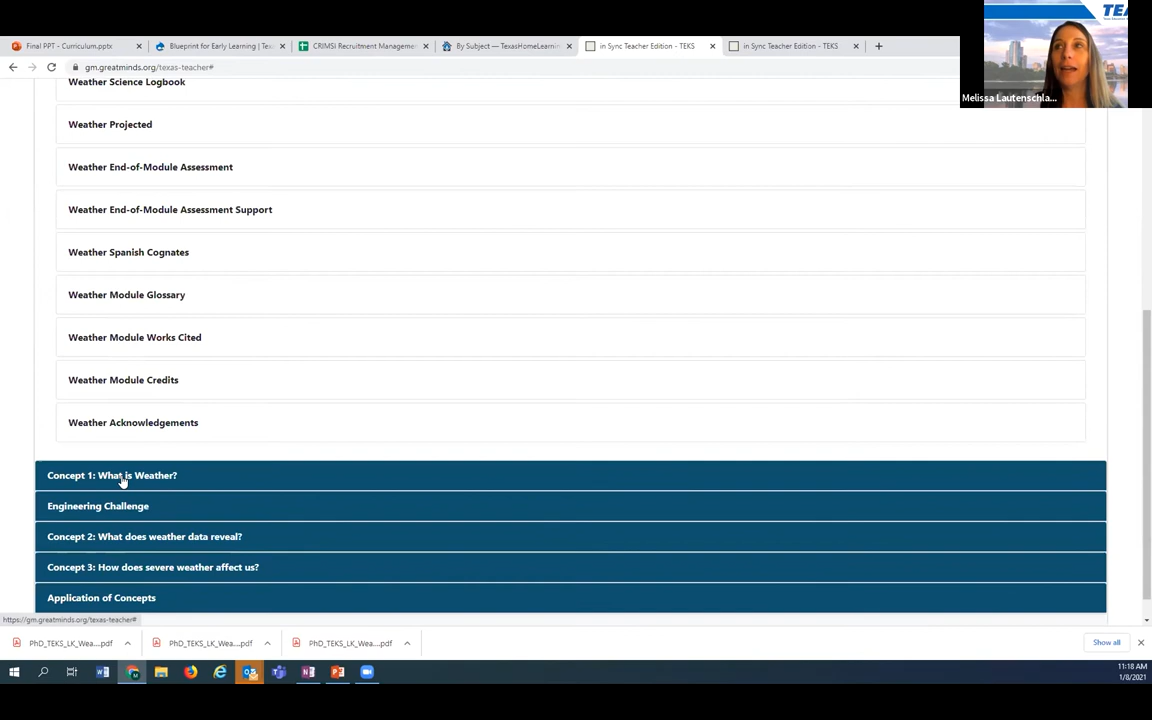 TE
Final PPT - Curriculum.pptx
Blueprint for Early Learning | Tex
CRIMSI Recruitment Managemen
By Subject — TexasHomeLearnin
in Sync Teacher Edition - TEKS
in Sync Teacher Edition - TEKS
gm.greatminds.org/texas-teacher#
Melissa Lautenschla...
Weather Science Logbook
Weather Projected
Weather End-of-Module Assessment
Weather End-of-Module Assessment Support
Weather Spanish Cognates
Weather Module Glossary
Weather Module Works Cited
Weather Module Credits
Weather Acknowledgements
Concept 1: What is Weather?
Engineering Challenge
Concept 2: What does weather data reveal?
Concept 3: How does severe weather affect us?
Application of Concepts
https://gm.greatminds.org/texas-teacher#
PhD_TEKS_LK_Wea....pdf
PhD_TEKS_LK_Wea....pdf
PhD_TEKS_LK_Wea....pdf
Show all
11:18 AM
1/8/2021